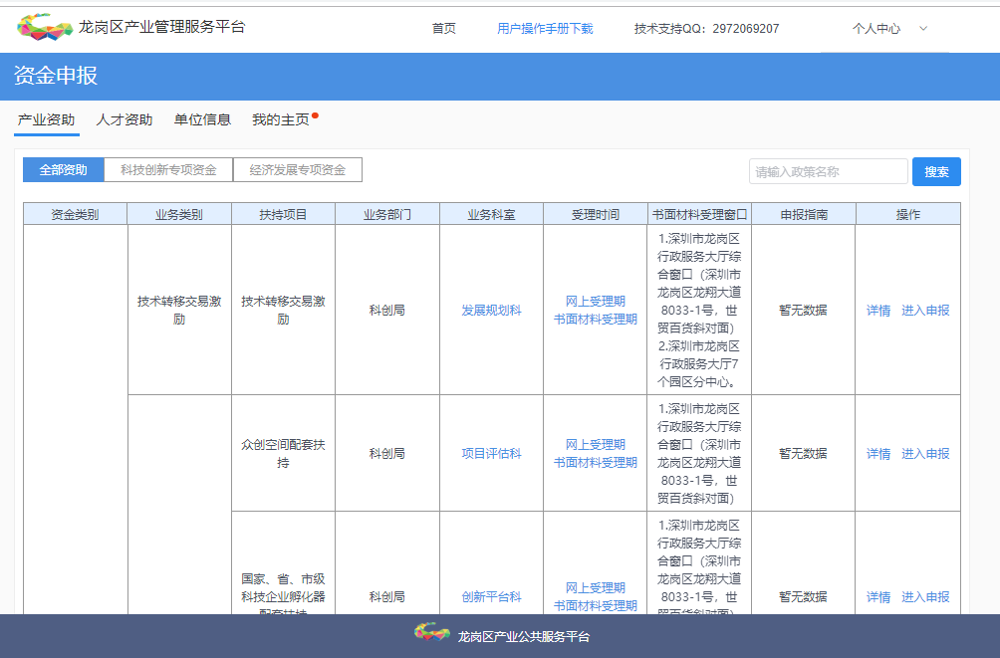 龙岗区产业管理服务平台 首页 用户操作手册下载 技术支持QQ：2972069207 个人中心
资金申报
产业资助 人才资助 单位信息 我的主页
全部资助 科技创新专项资金 经济发展专项资金 请输入政策名称 搜索
资金类别 业务类别 扶持项目 业务部门 业务科室 受理时间 书面材料受理窗口 申报指南 操作
技术转移交易激
励
技术转移交易激
励
科创局
发展规划科
网上受理期
书面材料受理期
1.深圳市龙岗区
行政服务大厅综
合窗口（深圳市
龙岗区龙翔大道
8033-1号，世
贸百货斜对面）
2.深圳市龙岗区
行政服务大厅7
个园区分中心。
暂无数据
详情 进入申报
众创空间配套扶
持
科创局
项目评估科
网上受理期
书面材料受理期
1.深圳市龙岗区
行政服务大厅综
合窗口（深圳市
龙岗区龙翔大道
8033-1号，世
贸百货斜对面）
暂无数据
详情 进入申报
国家、省、市级
科技企业孵化器
配套扶持
科创局
创新平台科
网上受理期
书面材料受理期
1.深圳市龙岗区
行政服务大厅综
合窗口（深圳市
龙岗区龙翔大道
8033-1号，世
贸百货斜对面）
暂无数据
详情 进入申报
龙岗区产业公共服务平台